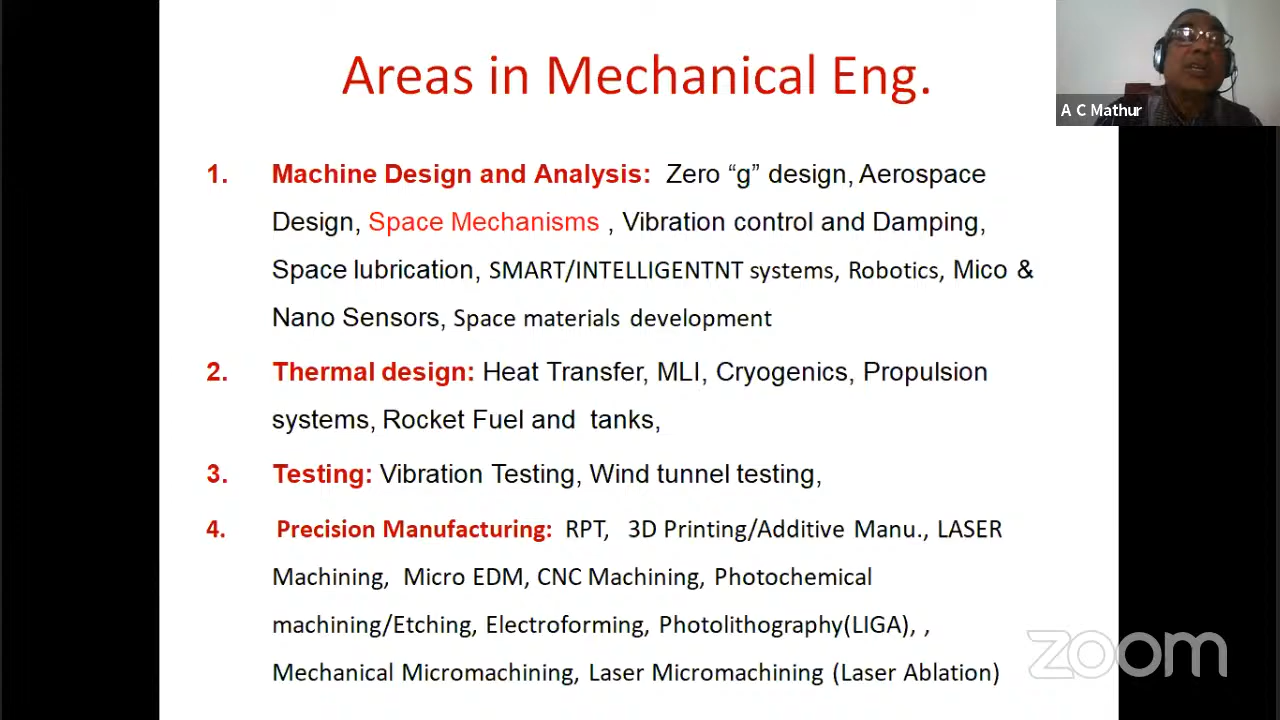 Areas in Mechanical Eng.
A C Mathur
1. Machine Design and Analysis: Zero “g” design, Aerospace
Design, Space Mechanisms , Vibration control and Damping,
Space lubrication, SMART/INTELLIGENTNT systems, Robotics, Mico &
Nano Sensors, Space materials development
2. Thermal design: Heat Transfer, MLI, Cryogenics, Propulsion
systems, Rocket Fuel and tanks,
3. Testing: Vibration Testing, Wind tunnel testing,
4. Precision Manufacturing: RPT, 3D Printing/Additive Manu., LASER
Machining, Micro EDM, CNC Machining, Photochemical
machining/Etching, Electroforming, Photolithography(LIGA), ,
Mechanical Micromachining, Laser Micromachining (Laser Ablation)
zoom